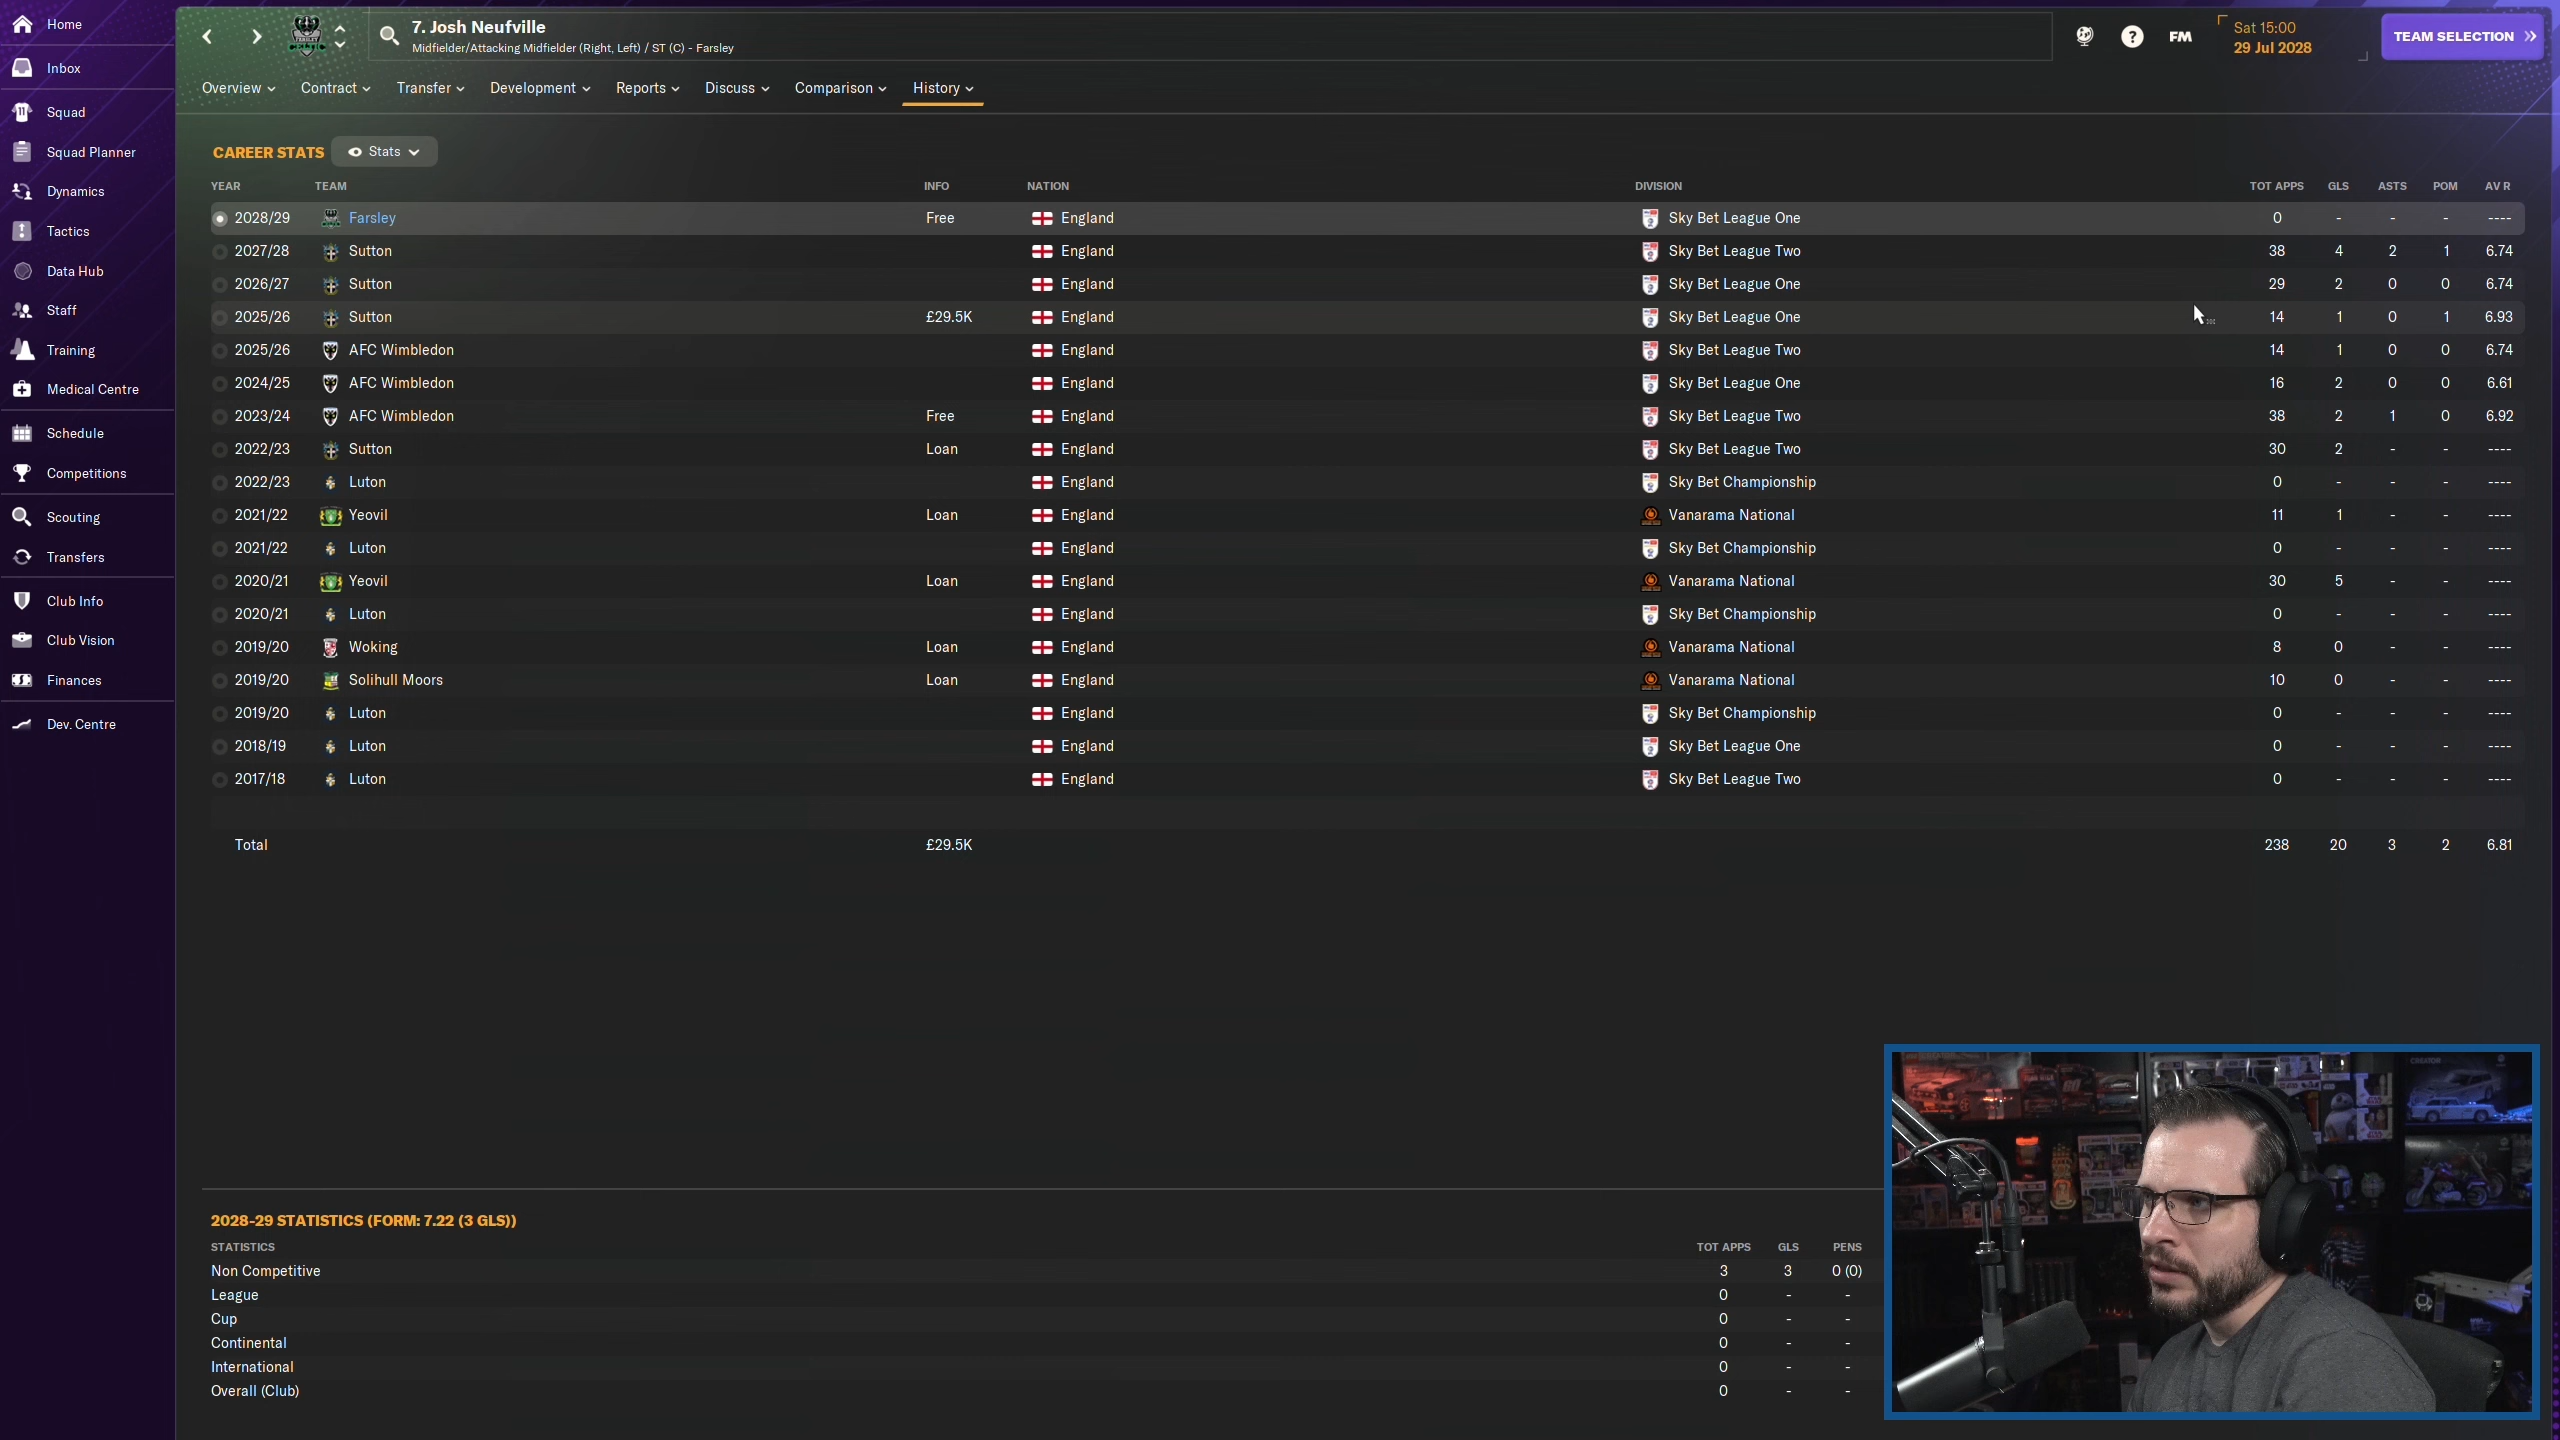 Home
Inbox
Squad
Squad Planner
Dynamics
Tactics
Data Hub
Staff
Training
Medical Centre
Schedule
Competitions
Scouting
Transfers
Club Info
Club Vision
Finances
Dev. Centre
7. Josh Neufville
Midfielder/Attacking Midfielder (Right, Left) / ST (C) - Farsley
FM
Sat 15:00
29 Jul 2028
TEAM SELECTION
Overview Contract Transfer Development Reports Discuss Comparison History
CAREER STATS Stats
YEAR TEAM INFO NATION DIVISION TOT APPS GLS ASTS POM AV R
2028/29 Farsley Free England Sky Bet League One 0 - - - ----
2027/28 Sutton England Sky Bet League Two 38 4 2 1 6.74
2026/27 Sutton England Sky Bet League One 29 2 0 0 6.74
2025/26 Sutton £29.5K England Sky Bet League One 14 1 0 1 6.93
2025/26 AFC Wimbledon England Sky Bet League Two 14 1 0 0 6.74
2024/25 AFC Wimbledon England Sky Bet League One 16 2 0 0 6.61
2023/24 AFC Wimbledon Free England Sky Bet League Two 38 2 1 0 6.92
2022/23 Sutton Loan England Sky Bet League Two 30 2 - - ----
2022/23 Luton England Sky Bet Championship 0 - - - ----
2021/22 Yeovil Loan England Vanarama National 11 1 - - ----
2021/22 Luton England Sky Bet Championship 0 - - - ----
2020/21 Yeovil Loan England Vanarama National 30 5 - - ----
2020/21 Luton England Sky Bet Championship 0 - - - ----
2019/20 Woking Loan England Vanarama National 8 0 - - ----
2019/20 Solihull Moors Loan England Vanarama National 10 0 - - ----
2019/20 Luton England Sky Bet Championship 0 - - - ----
2018/19 Luton England Sky Bet League One 0 - - - ----
2017/18 Luton England Sky Bet League Two 0 - - - ----
Total £29.5K 238 20 3 2 6.81
2028-29 STATISTICS (FORM: 7.22 (3 GLS))
STATISTICS TOT APPS GLS PENS
Non Competitive 3 3 0 (0)
League 0 - -
Cup 0 - -
Continental 0 - -
International 0 - -
Overall (Club) 0 - -
CREATOR